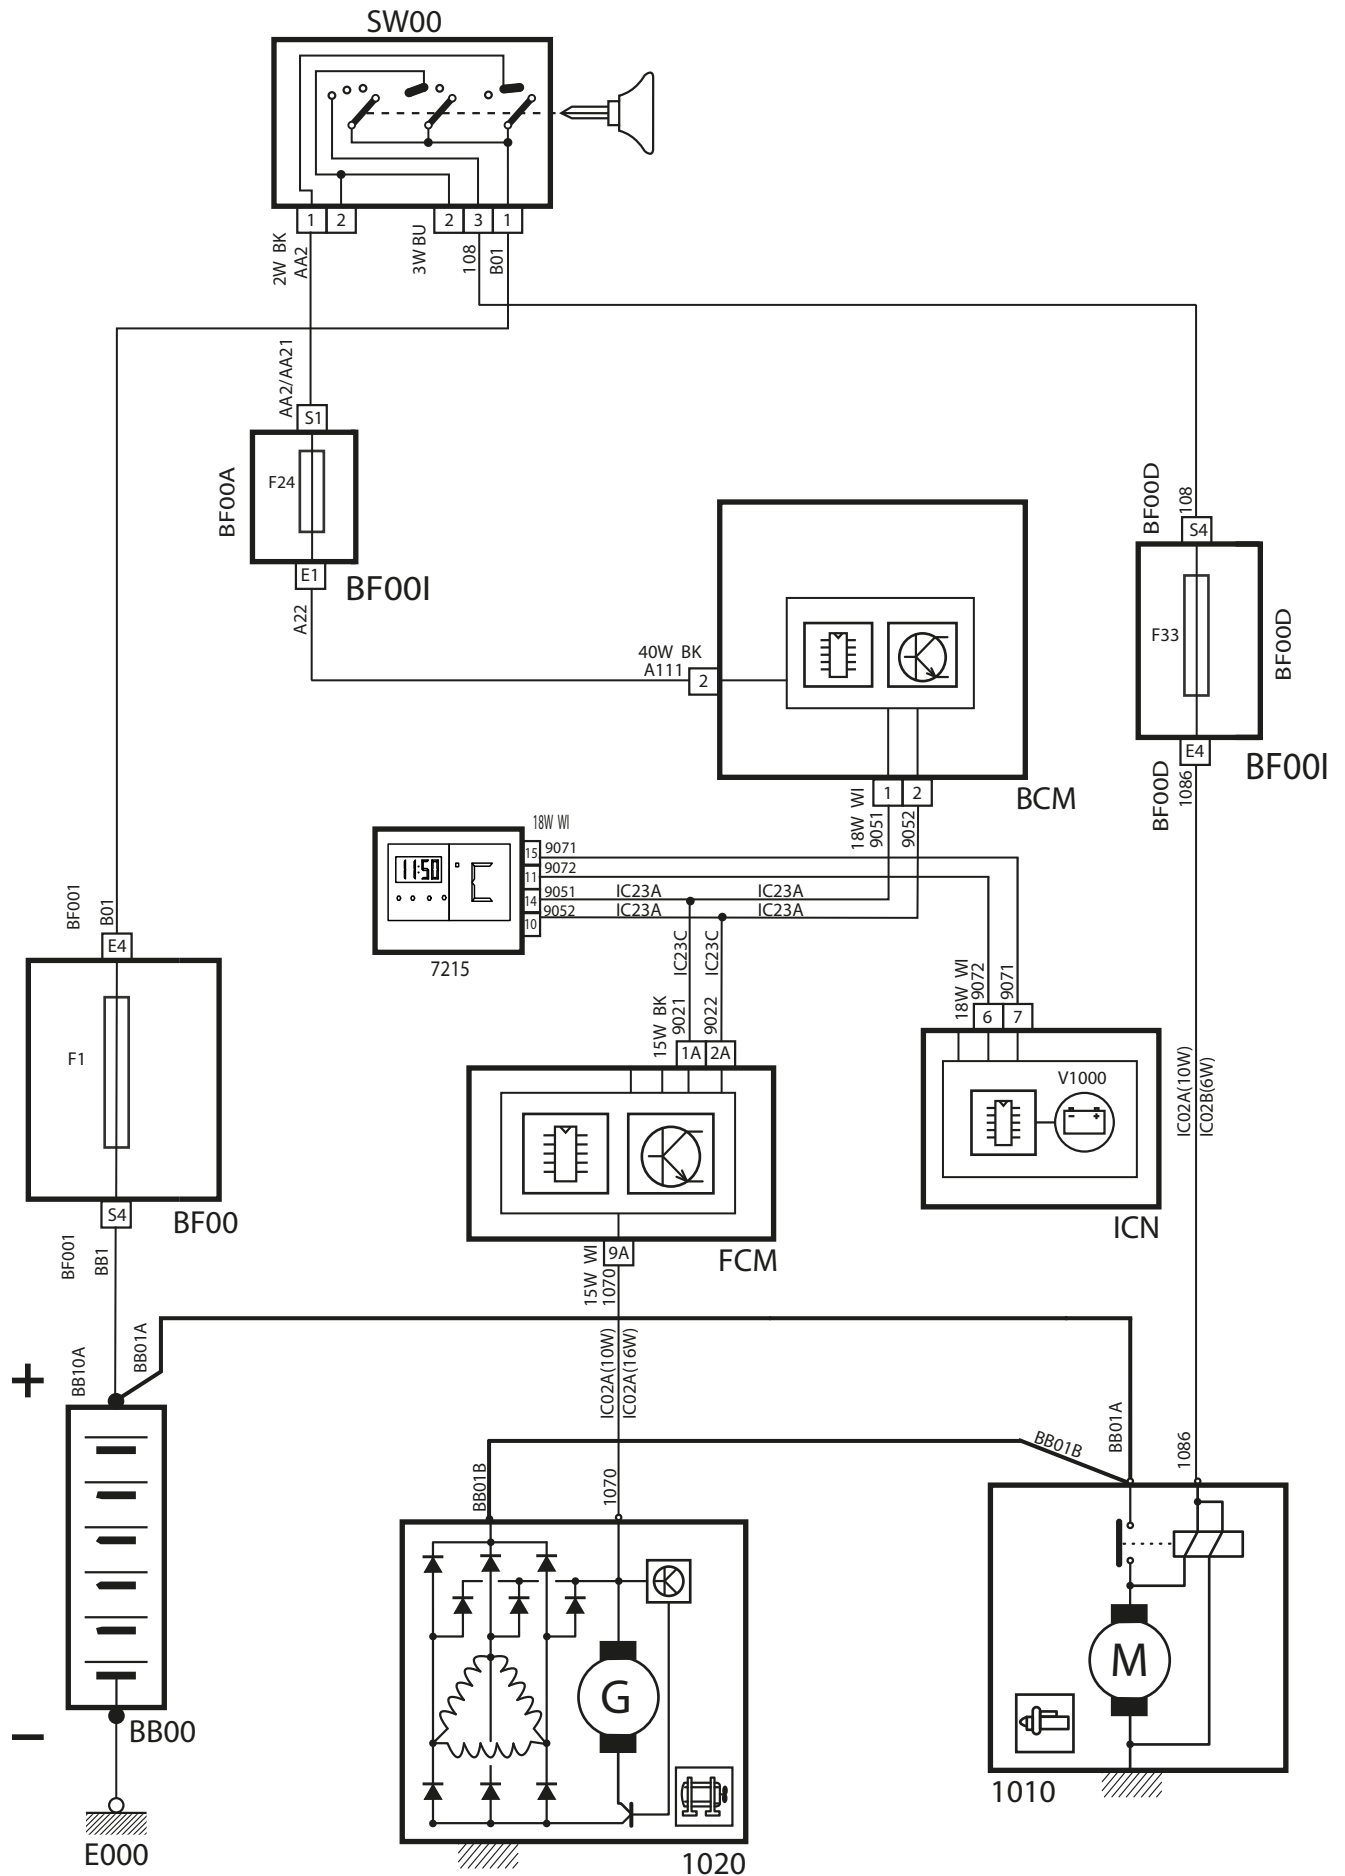 SW00
1 2 2 3 1
2W BK
AA2
3W BU
108
B01
AA2/AA21
S1
F24
BF00A
E1
BF00I
A22
40W BK
A111
2
BCM
1 2
18W WI
9051
9052
BF00D
108
S4
F33
BF00D
E4
BF00I
BF00D
1086
18W WI
11:50
15 9071
11 9072
14 9051
10 9052
IC23A IC23A
IC23A IC23A
7215
IC23C
IC23C
15W BK
9021
9022
1A 2A
18W WI
9072
9071
6 7
V1000
- +
ICN
IC02A(10W)
IC02B(6W)
BF001
B01
E4
F1
S4
BF00
BF001
BB1
FCM
9A
15W WI
1070
IC02A(10W)
IC02A(16W)
+
BB10A
BB01A
BB01A
1086
BB01B
BB01B
1070
G
M
−
BB00
E000
1020
1010